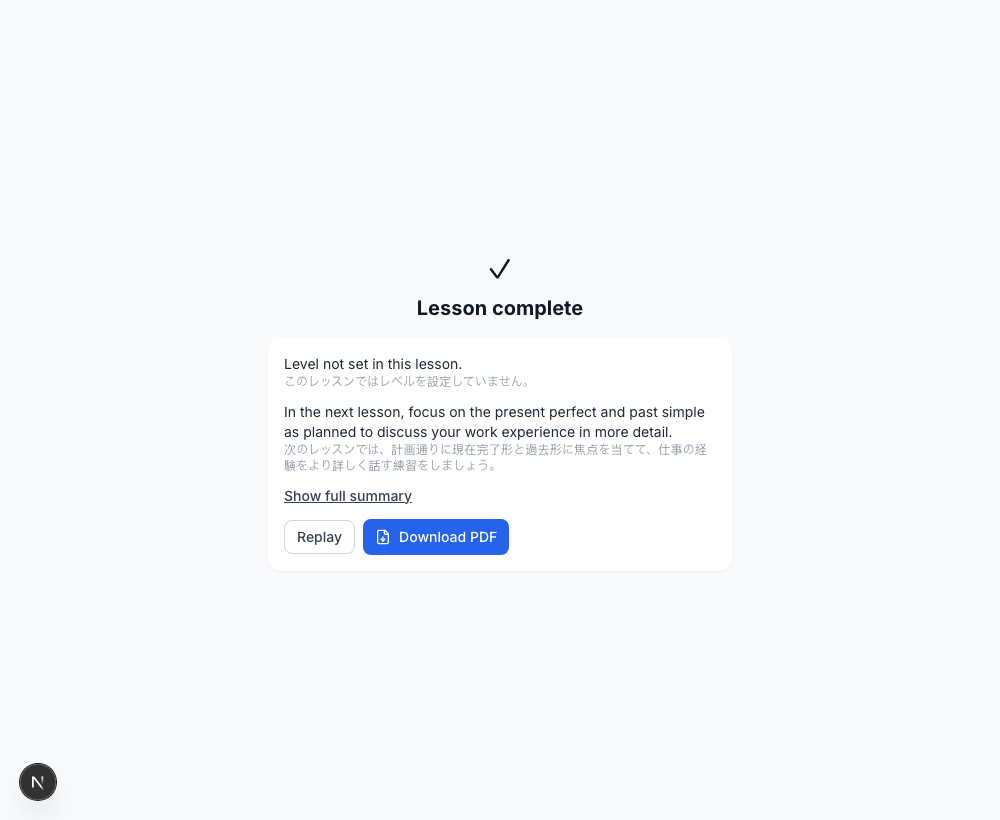 Lesson complete
Level not set in this lesson.
このレッスンではレベルを設定していません。
In the next lesson, focus on the present perfect and past simple
as planned to discuss your work experience in more detail.
次のレッスンでは、計画通りに現在完了形と過去形に焦点を当てて、仕事の経
験をより詳しく話す練習をしましょう。
Show full summary
Replay
Download PDF
N